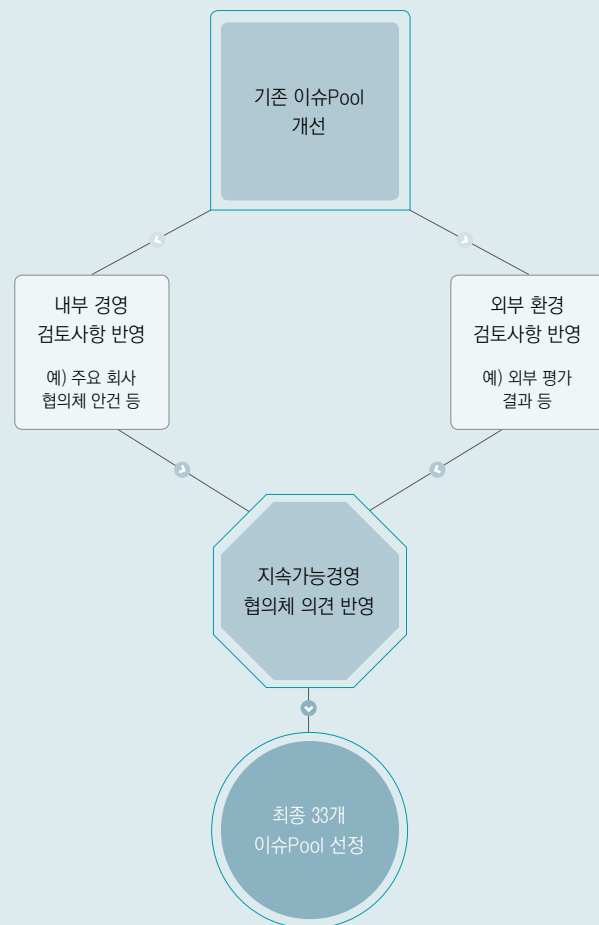 기존 이슈Pool
개선
내부 경영
검토사항 반영
예) 주요 회사
협의체 안건 등
외부 환경
검토사항 반영
예) 외부 평가
결과 등
지속가능경영
협의체 의견 반영
최종 33개
이슈Pool 선정